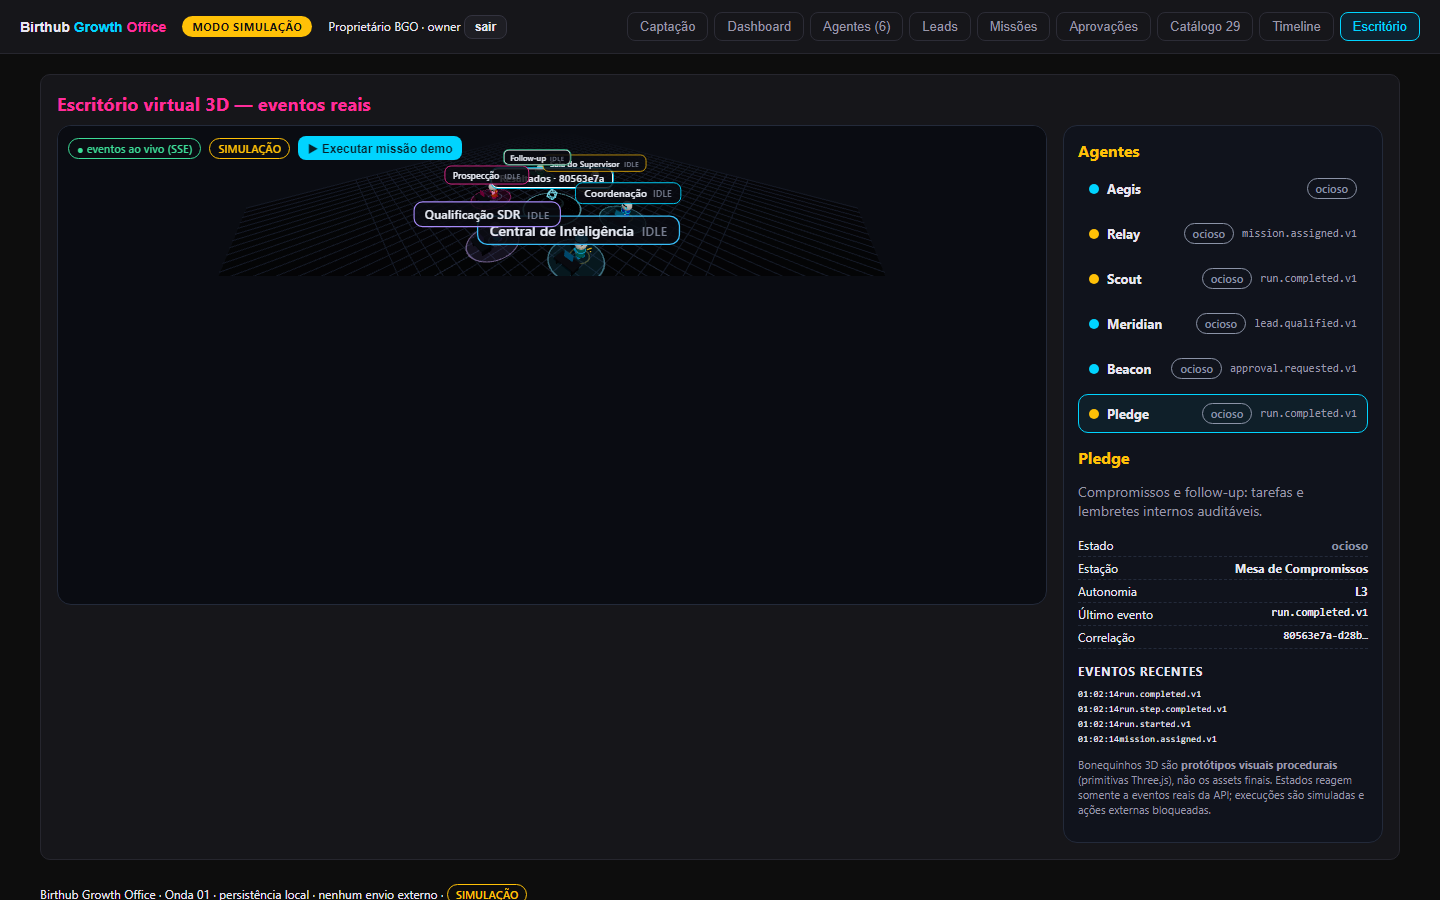 Birthub Growth Office MODO SIMULAÇÃO Proprietário BGO · owner sair Captação Dashboard Agentes (6) Leads Missões Aprovações Catálogo 29 Timeline Escritório
Escritório virtual 3D — eventos reais
● eventos ao vivo (SSE) SIMULAÇÃO ▶ Executar missão demo
Follow-up IDLE
do Supervisor IDLE
Prospecção IDLE
ados · 80563e7a
Coordenação IDLE
Qualificação SDR IDLE
Central de Inteligência IDLE
Agentes
Aegis ocioso
Relay ocioso mission.assigned.v1
Scout ocioso run.completed.v1
Meridian ocioso lead.qualified.v1
Beacon ocioso approval.requested.v1
Pledge ocioso run.completed.v1
Pledge
Compromissos e follow-up: tarefas e
lembretes internos auditáveis.
Estado ocioso
Estação Mesa de Compromissos
Autonomia L3
Último evento run.completed.v1
Correlação 80563e7a-d28b…
EVENTOS RECENTES
01:02:14run.completed.v1
01:02:14run.step.completed.v1
01:02:14run.started.v1
01:02:14mission.assigned.v1
Bonequinhos 3D são protótipos visuais procedurais
(primitivas Three.js), não os assets finais. Estados reagem
somente a eventos reais da API; execuções são simuladas e
ações externas bloqueadas.
Birthub Growth Office · Onda 01 · persistência local · nenhum envio externo · SIMULAÇÃO